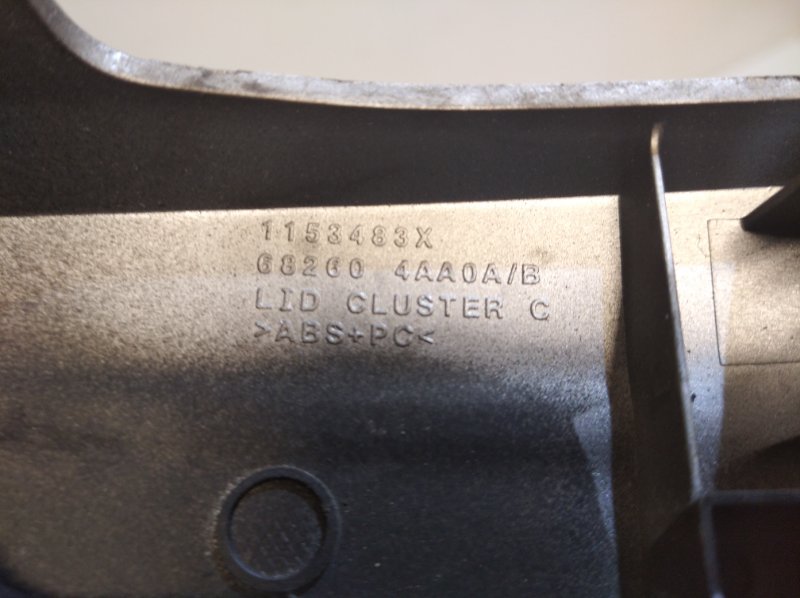 1153483X
68260 4AA0A/B
LID CLUSTER C
>ABS+PC<